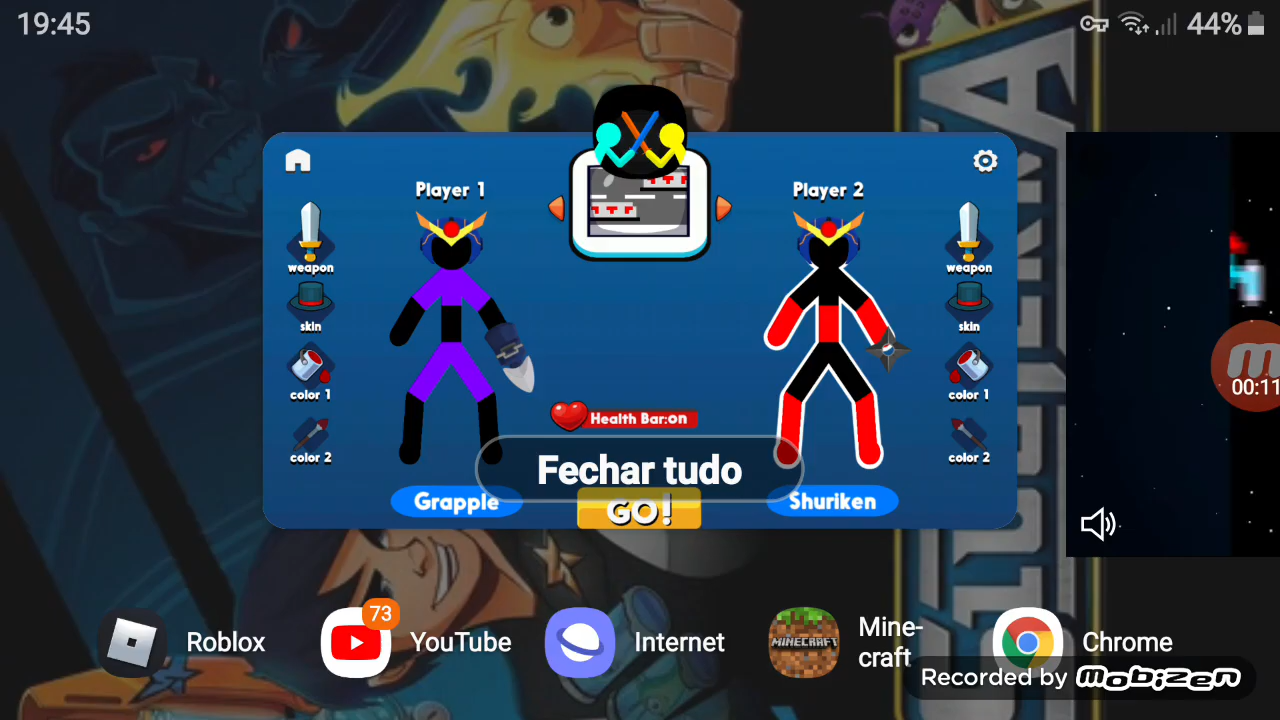 19:45
44%
Player 1
Player 2
weapon
weapon
skin
skin
color 1
color 1
color 2
color 2
Health Bar:on
Fechar tudo
Grapple
GO!
Shuriken
00:11
73
Roblox
YouTube
Internet
MINECRAFT
Mine-
craft
Chrome
Recorded by mobizen